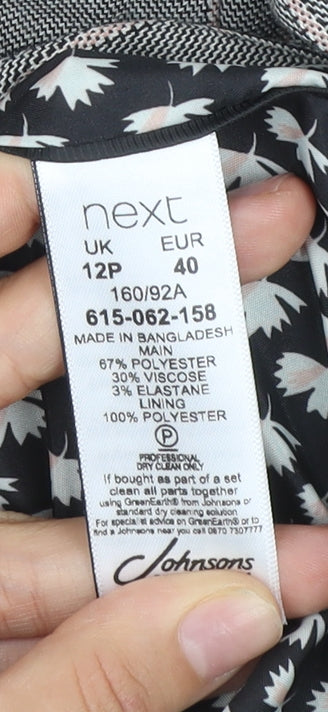 next
UK EUR
12P 40
160/92A
615-062-158
MADE IN BANGLADESH
MAIN
67% POLYESTER
30% VISCOSE
3% ELASTANE
LINING
100% POLYESTER
P
PROFESSIONAL
DRY CLEAN ONLY
If bought as part of a set
clean all parts together
using GreenEarth® from Johnsons or
standard dry cleaning solution
For specialist advice on GreenEarth® or to
find a Johnsons near you call 0870 7307777
Johnsons